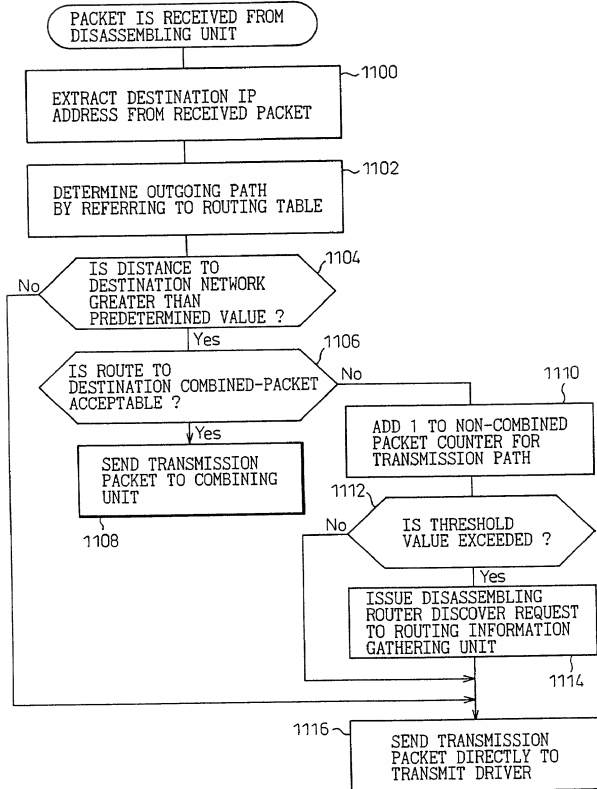 PACKET IS RECEIVED FROM
DISASSEMBLING UNIT
1100
EXTRACT DESTINATION IP
ADDRESS FROM RECEIVED PACKET
1102
DETERMINE OUTGOING PATH
BY REFERRING TO ROUTING TABLE
1104
IS DISTANCE TO
DESTINATION NETWORK
GREATER THAN
PREDETERMINED VALUE ?
No
Yes
1106
IS ROUTE TO
DESTINATION COMBINED-PACKET
ACCEPTABLE ?
No
Yes
1110
ADD 1 TO NON-COMBINED
PACKET COUNTER FOR
TRANSMISSION PATH
SEND TRANSMISSION
PACKET TO COMBINING
UNIT
1108
1112
IS THRESHOLD
VALUE EXCEEDED ?
No
Yes
ISSUE DISASSEMBLING
ROUTER DISCOVER REQUEST
TO ROUTING INFORMATION
GATHERING UNIT
1114
1116
SEND TRANSMISSION
PACKET DIRECTLY TO
TRANSMIT DRIVER